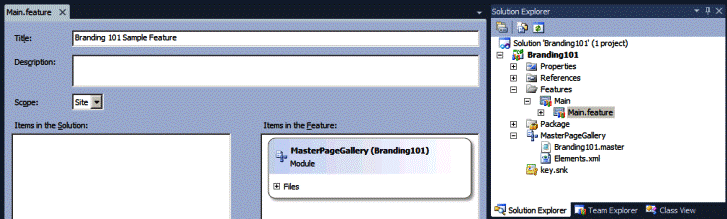 Main.feature
Title:
Branding 101 Sample Feature
Description:
Scope:
Site
Items in the Solution:
Items in the Feature:
MasterPageGallery (Branding101)
Module
Files
Solution Explorer
Solution 'Branding101' (1 project)
Branding101
Properties
References
Features
Main
Main.feature
Package
MasterPageGallery
Branding101.master
Elements.xml
key.snk
Solution Explorer
Team Explorer
Class View